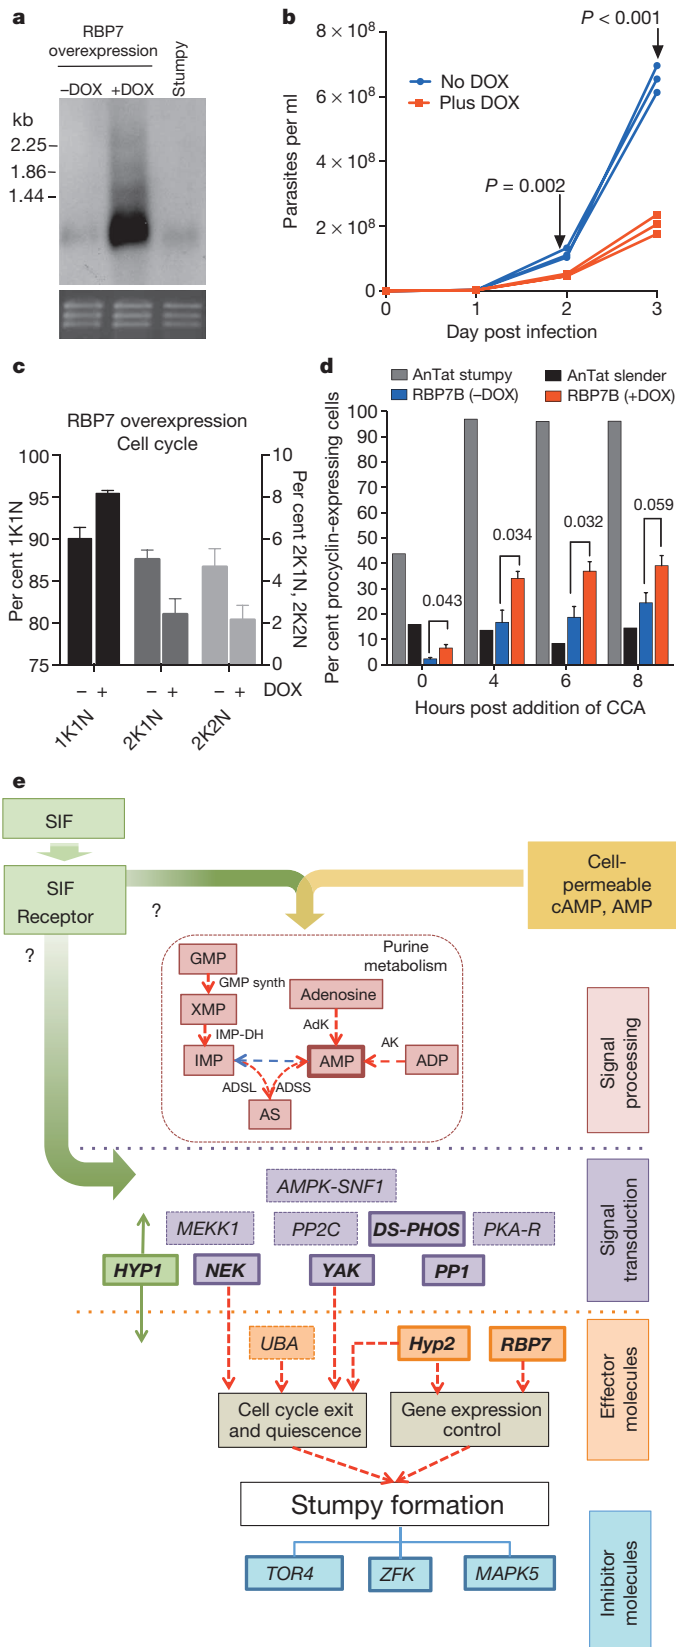 a
RBP7
overexpression
–DOX +DOX Stumpy
kb
2.25–
1.86–
1.44–
b
P < 0.001
8 × 10⁸
6 × 10⁸
4 × 10⁸
2 × 10⁸
0
Parasites per ml
No DOX
Plus DOX
P = 0.002
0 1 2 3
Day post infection
c
RBP7 overexpression
Cell cycle
100
95
90
85
80
75
Per cent 1K1N
10
8
6
4
2
0
Per cent 2K1N, 2K2N
– + – + – + DOX
1K1N 2K1N 2K2N
d
AnTat stumpy
AnTat slender
RBP7B (–DOX)
RBP7B (+DOX)
100
90
80
70
60
50
40
30
20
10
0
Per cent procyclin-expressing cells
0.043
0.034
0.032
0.059
0 4 6 8
Hours post addition of CCA
e
SIF
SIF
Receptor
?
?
Cell-
permeable
cAMP, AMP
Purine
metabolism
GMP
GMP synth
XMP
IMP-DH
IMP
Adenosine
AdK
AMP
AK
ADP
ADSL
ADSS
AS
Signal
processing
AMPK-SNF1
MEKK1
PP2C
DS-PHOS
PKA-R
HYP1
NEK
YAK
PP1
Signal
transduction
UBA
Hyp2
RBP7
Cell cycle exit
and quiescence
Gene expression
control
Effector
molecules
Stumpy formation
TOR4
ZFK
MAPK5
Inhibitor
molecules